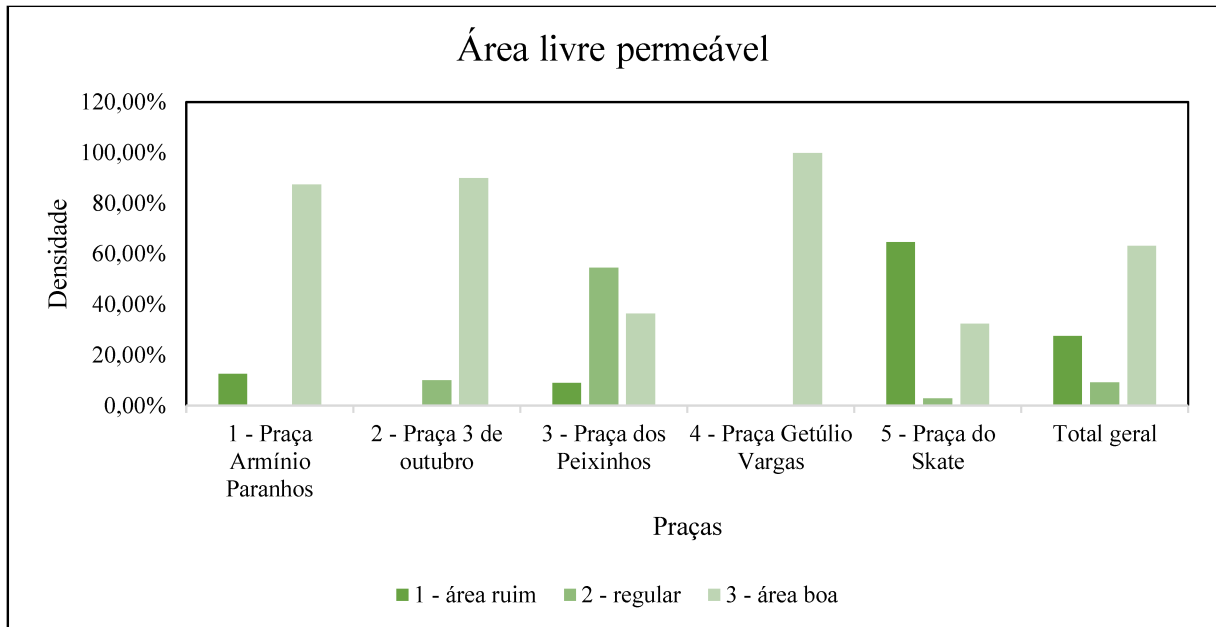 Área livre permeável
120,00%
100,00%
80,00%
60,00%
40,00%
20,00%
0,00%
Densidade
1 - Praça
Armínio
Paranhos
2 - Praça 3 de
outubro
3 - Praça dos
Peixinhos
4 - Praça Getúlio
Vargas
5 - Praça do
Skate
Total geral
Praças
1 - área ruim
2 - regular
3 - área boa